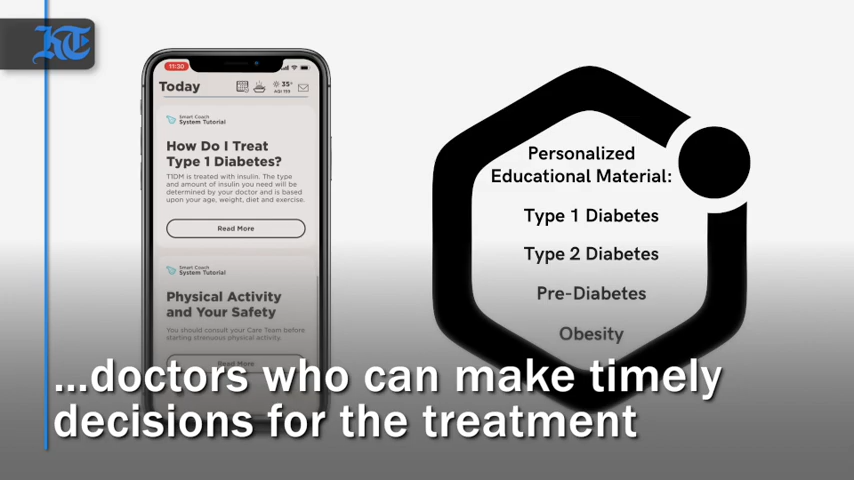 KT
11:30
Today
35°
AQI 119
Smart Coach
System Tutorial
How Do I Treat
Type 1 Diabetes?
T1DM is treated with insulin. The type
and amount of insulin you need will be
determined by your doctor and is based
upon your age, weight, diet and exercise.
Read More
Smart Coach
System Tutorial
Physical Activity
and Your Safety
You should consult your Care Team before
starting strenuous physical activity.
Read More
Personalized
Educational Material:
Type 1 Diabetes
Type 2 Diabetes
Pre-Diabetes
Obesity
...doctors who can make timely
decisions for the treatment